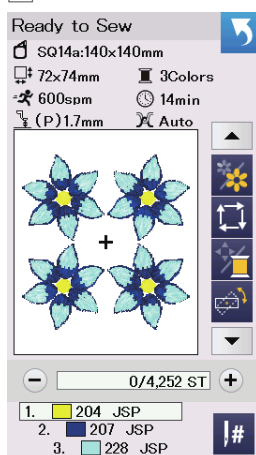 Ready to Sew
SQ14a:140x140mm
72x74mm 3Colors
600spm 14min
(P)1.7mm Auto
0/4,252 ST
1. 204 JSP
2. 207 JSP
3. 228 JSP
#